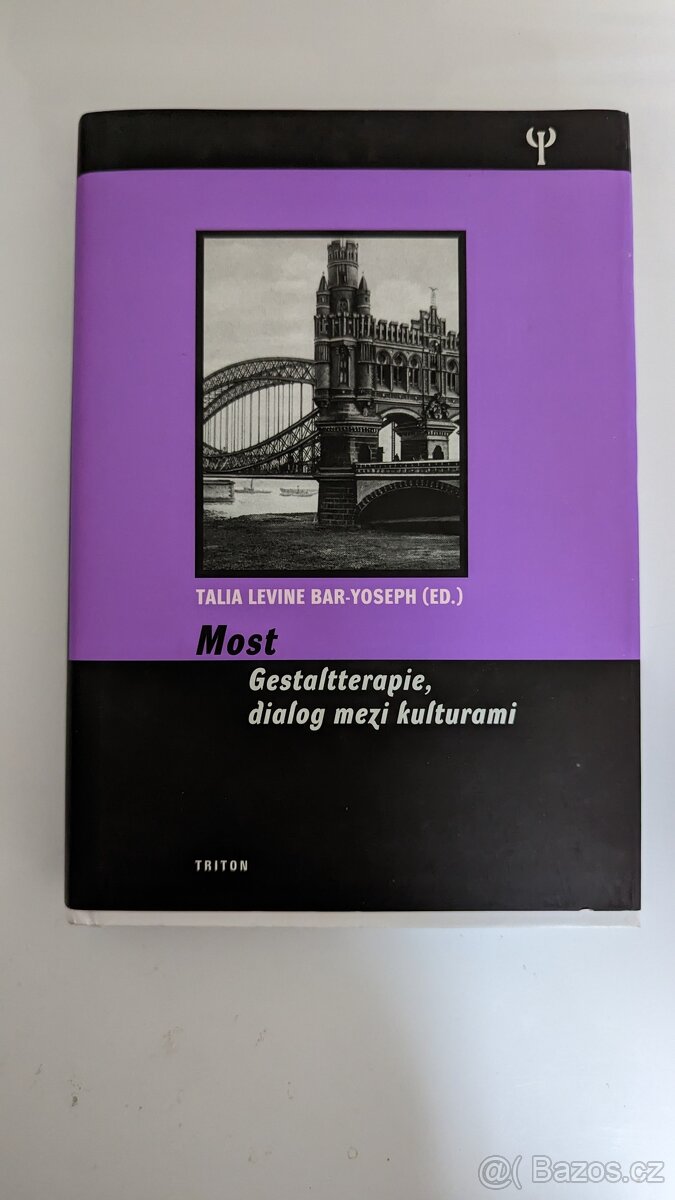 TALIA LEVINE BAR-YOSEPH (ED.)
Most
Gestaltterapie,
dialog mezi kulturami
TRITON
@( Bazos.cz